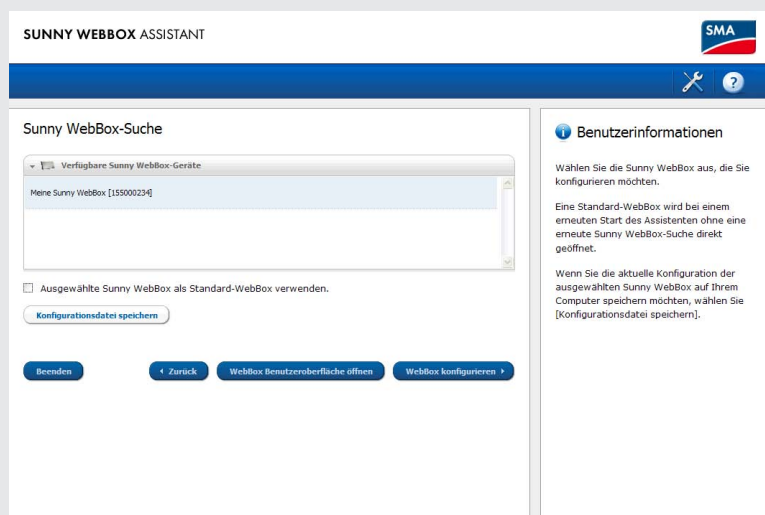 SUNNY WEBBOX ASSISTANT
SMA
?
Sunny WebBox-Suche
Verfügbare Sunny WebBox-Geräte
Meine Sunny WebBox [155000234]
Ausgewählte Sunny WebBox als Standard-WebBox verwenden.
Konfigurationsdatei speichern
Beenden
Zurück
WebBox Benutzeroberfläche öffnen
WebBox konfigurieren
i Benutzerinformationen
Wählen Sie die Sunny WebBox aus, die Sie
konfigurieren möchten.
Eine Standard-WebBox wird bei einem
erneuten Start des Assistenten ohne eine
erneute Sunny WebBox-Suche direkt
geöffnet.
Wenn Sie die aktuelle Konfiguration der
ausgewählten Sunny WebBox auf Ihrem
Computer speichern möchten, wählen Sie
[Konfigurationsdatei speichern].